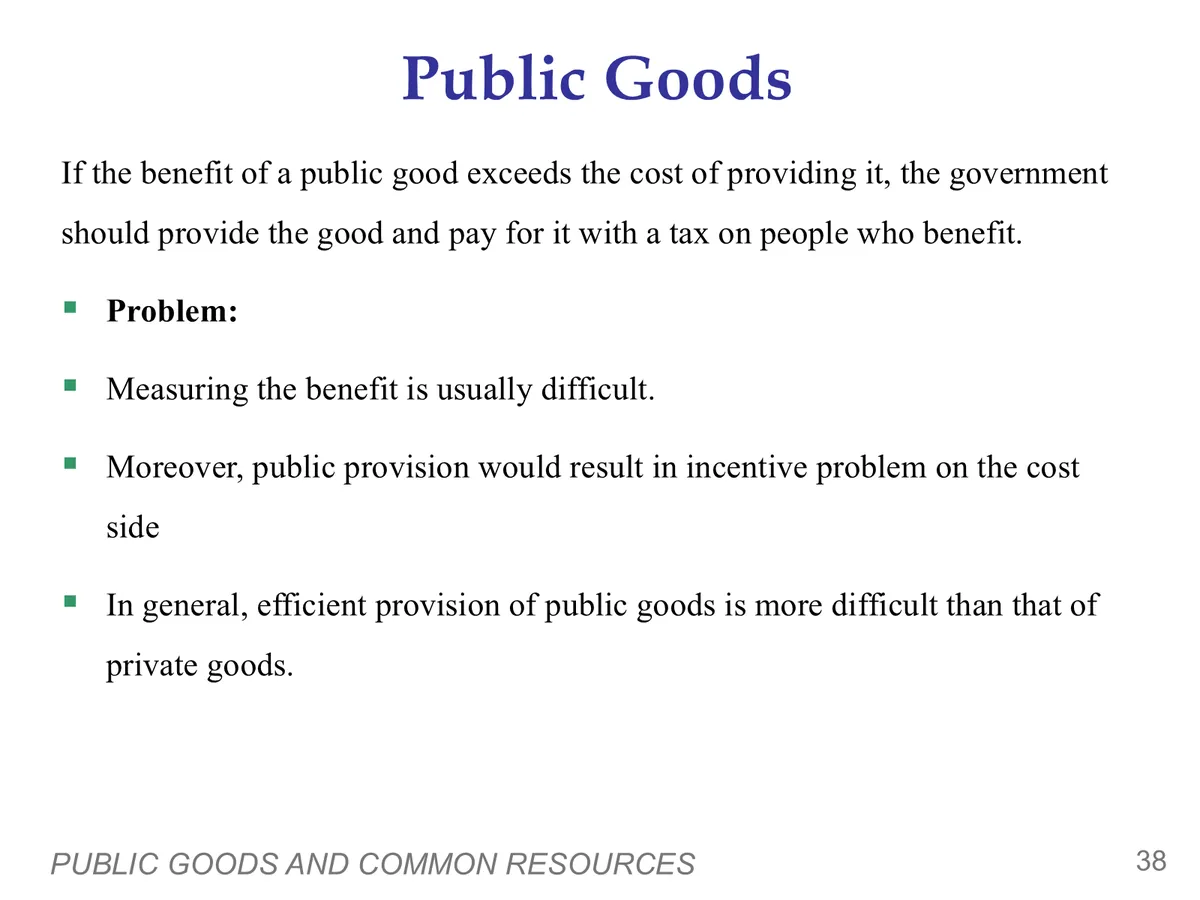 Public Goods
If the benefit of a public good exceeds the cost of providing it, the government
should provide the good and pay for it with a tax on people who benefit.
Problem:
Measuring the benefit is usually difficult.
Moreover, public provision would result in incentive problem on the cost
side
In general, efficient provision of public goods is more difficult than that of
private goods.
PUBLIC GOODS AND COMMON RESOURCES
38